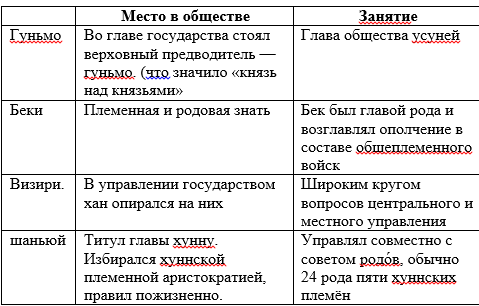 Место в обществе
Занятие
Гуньмо
Во главе государства стоял
верховный предводитель —
гуньмо. (что значило «князь
над князьями»
Глава общества усуней
Беки
Племенная и родовая знать
Бек был главой рода и
возглавлял ополчение в
составе общеплеменного
войск
Визири.
В управлении государством
хан опирался на них
Широким кругом
вопросов центрального и
местного управления
шаньюй
Титул главы хунну.
Избирался хуннской
племенной аристократией,
правил пожизненно.
Управлял совместно с
советом родо́в, обычно
24 рода пяти хуннских
племён